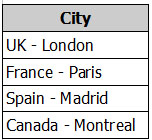 City
UK - London
France - Paris
Spain - Madrid
Canada - Montreal